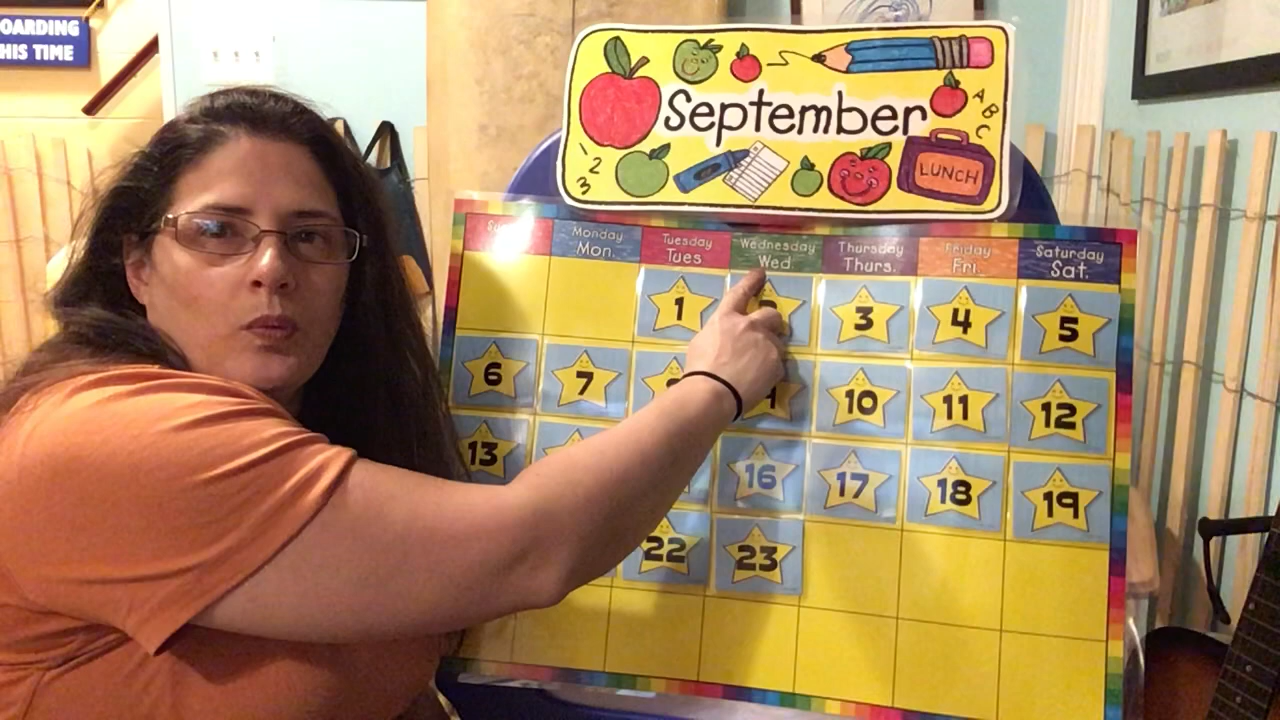 OARDING
HIS TIME
September
A B C
1 2 3
LUNCH
Monday Tuesday Wednesday Thursday Friday Saturday
Mon. Tues Wed. Thurs. Fri. Sat.
1 3 4 5
6 7 10 11 12
13 16 17 18 19
22 23